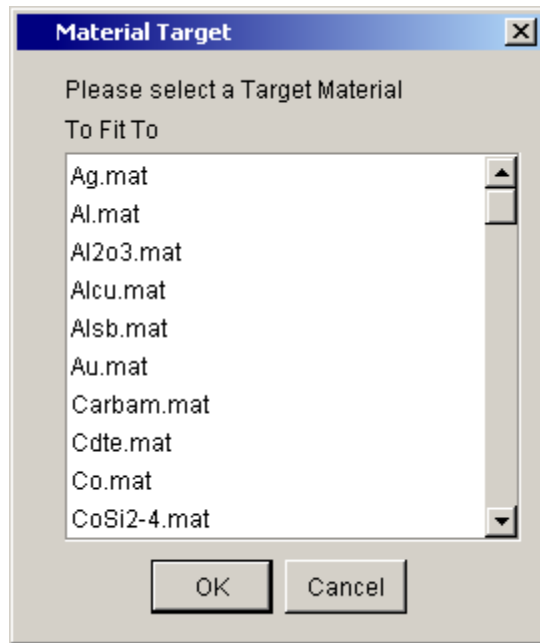 Material Target
Please select a Target Material
To Fit To
Ag.mat
Al.mat
Al2o3.mat
Alcu.mat
Alsb.mat
Au.mat
Carbam.mat
Cdte.mat
Co.mat
CoSi2-4.mat
OK
Cancel